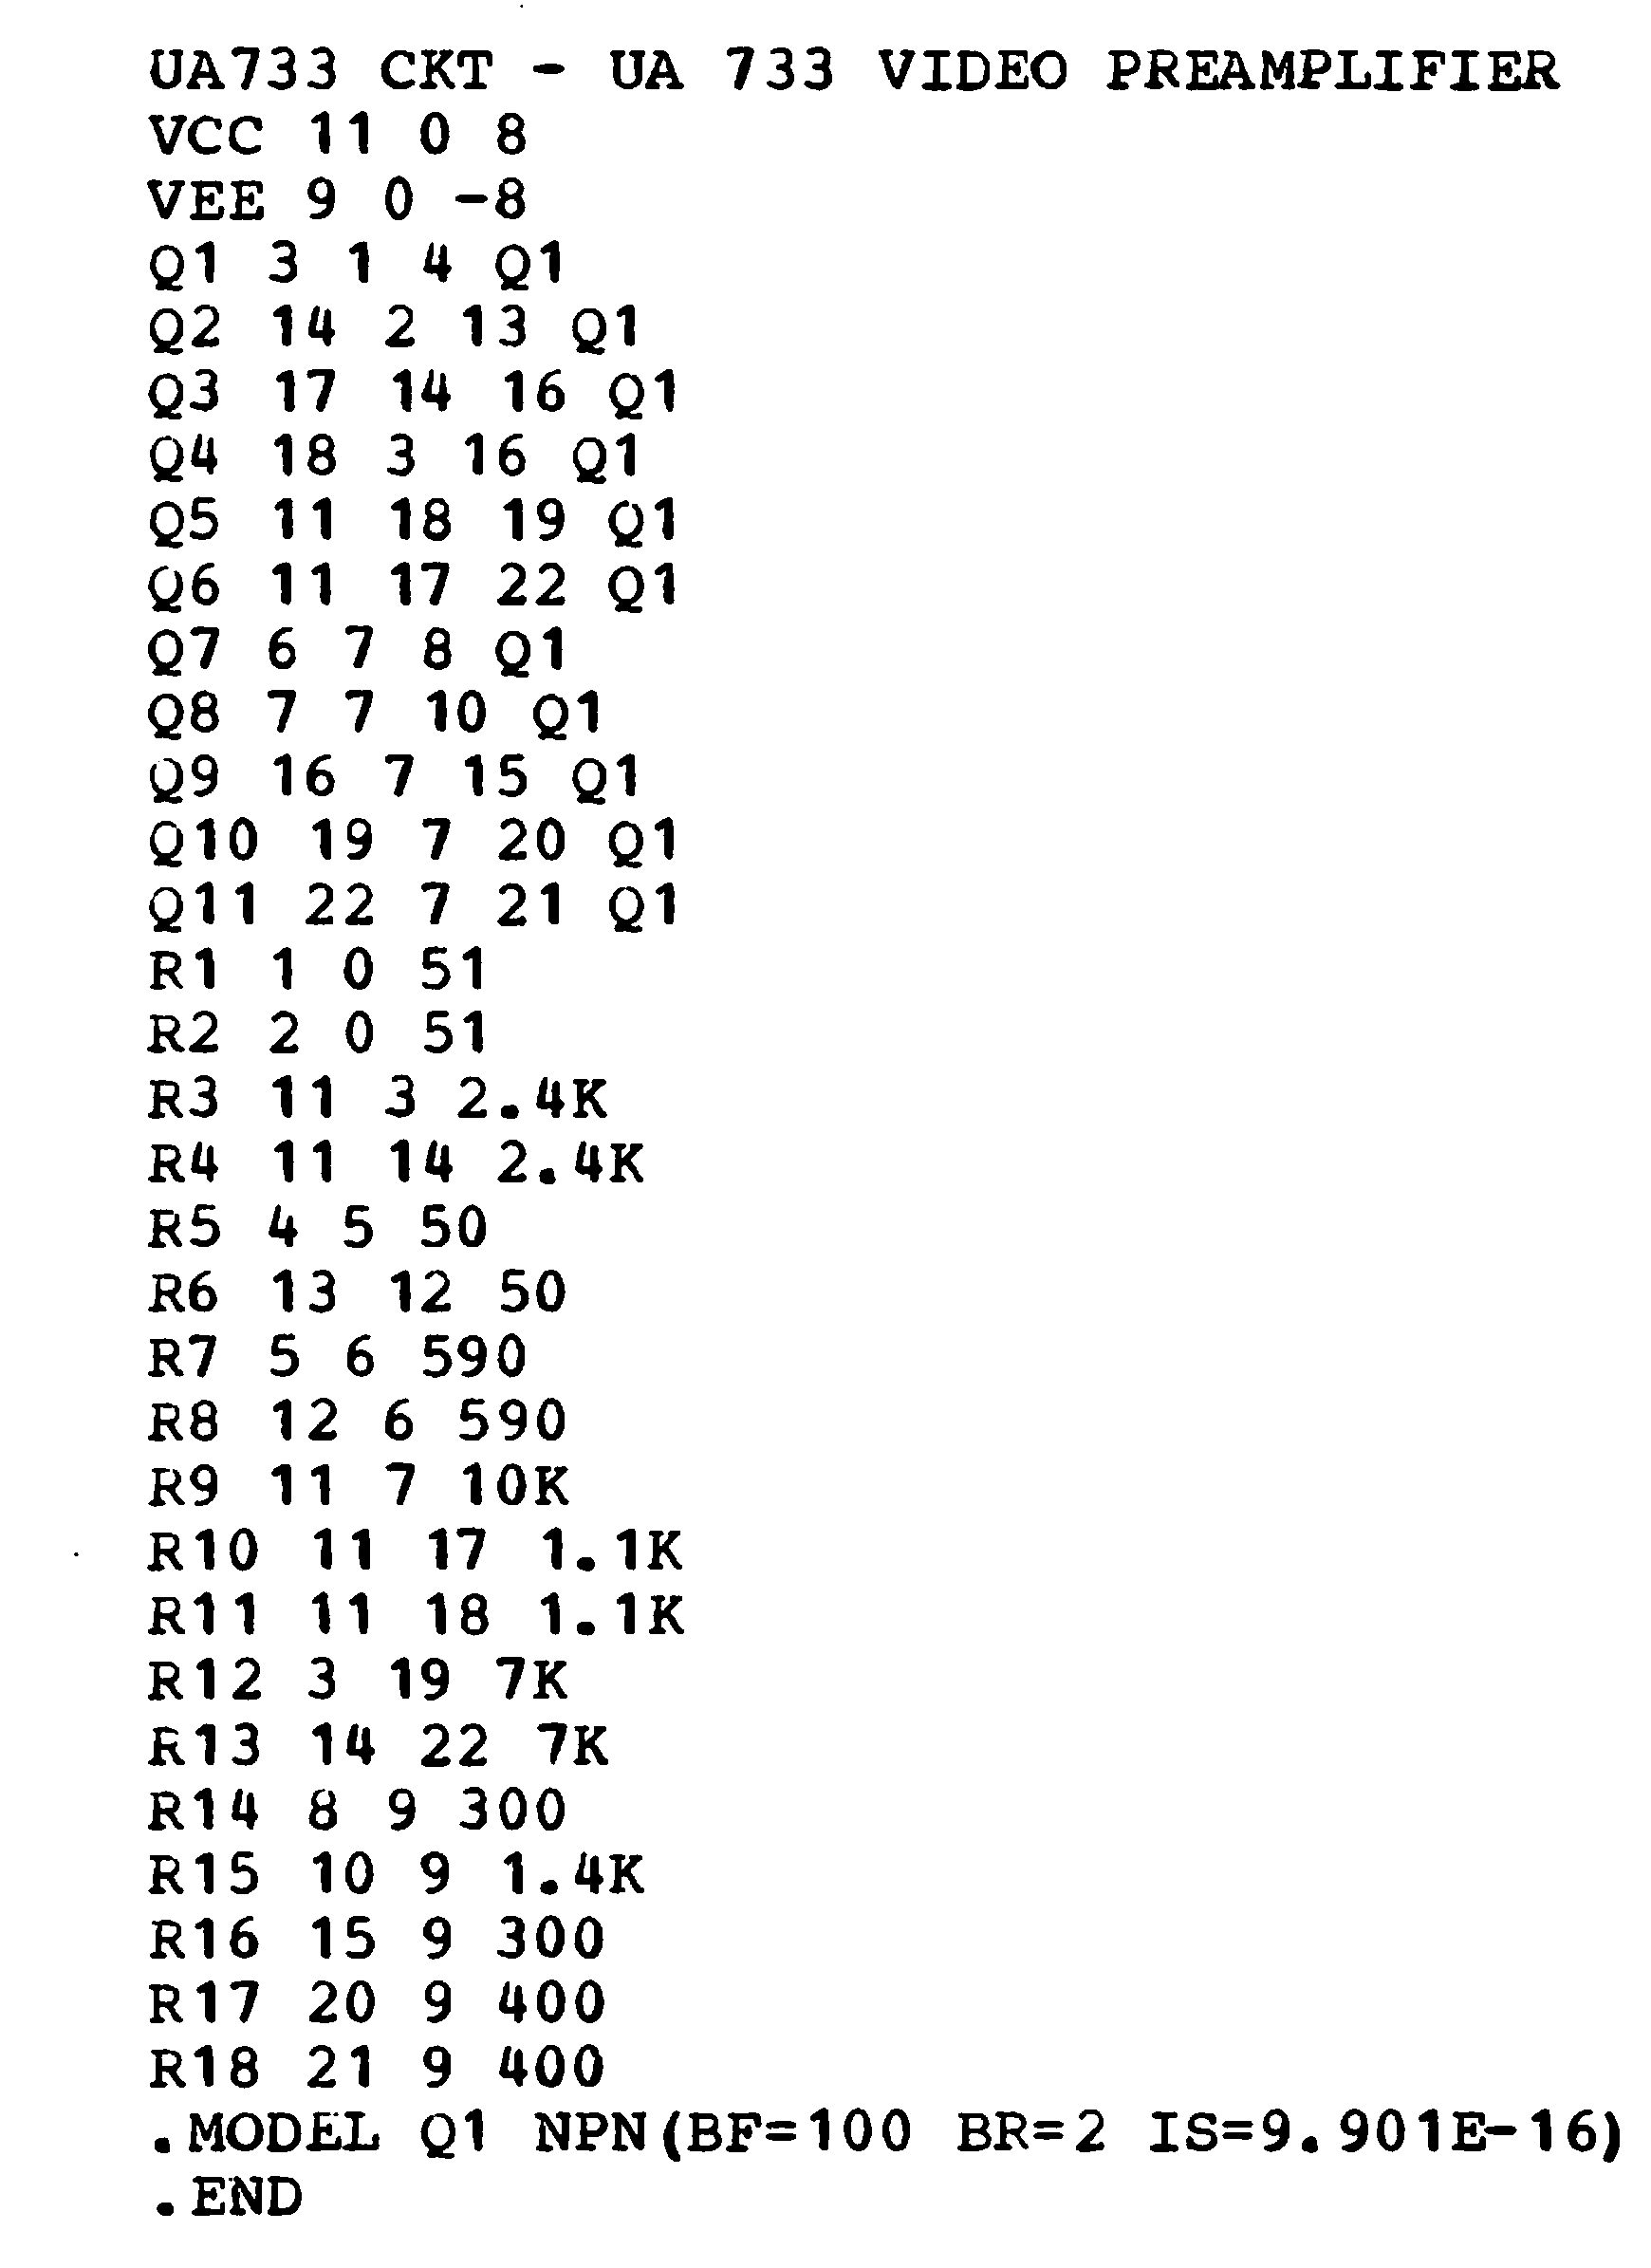 UA733 CKT - UA 733 VIDEO PREAMPLIFIER
VCC 11 0 8
VEE 9 0 -8
Q1 3 1 4 Q1
Q2 14 2 13 Q1
Q3 17 14 16 Q1
Q4 18 3 16 Q1
Q5 11 18 19 Q1
Q6 11 17 22 Q1
Q7 6 7 8 Q1
Q8 7 7 10 Q1
Q9 16 7 15 Q1
Q10 19 7 20 Q1
Q11 22 7 21 Q1
R1 1 0 51
R2 2 0 51
R3 11 3 2.4K
R4 11 14 2.4K
R5 4 5 50
R6 13 12 50
R7 5 6 590
R8 12 6 590
R9 11 7 10K
R10 11 17 1.1K
R11 11 18 1.1K
R12 3 19 7K
R13 14 22 7K
R14 8 9 300
R15 10 9 1.4K
R16 15 9 300
R17 20 9 400
R18 21 9 400
.MODEL Q1 NPN(BF=100 BR=2 IS=9.901E-16)
.END